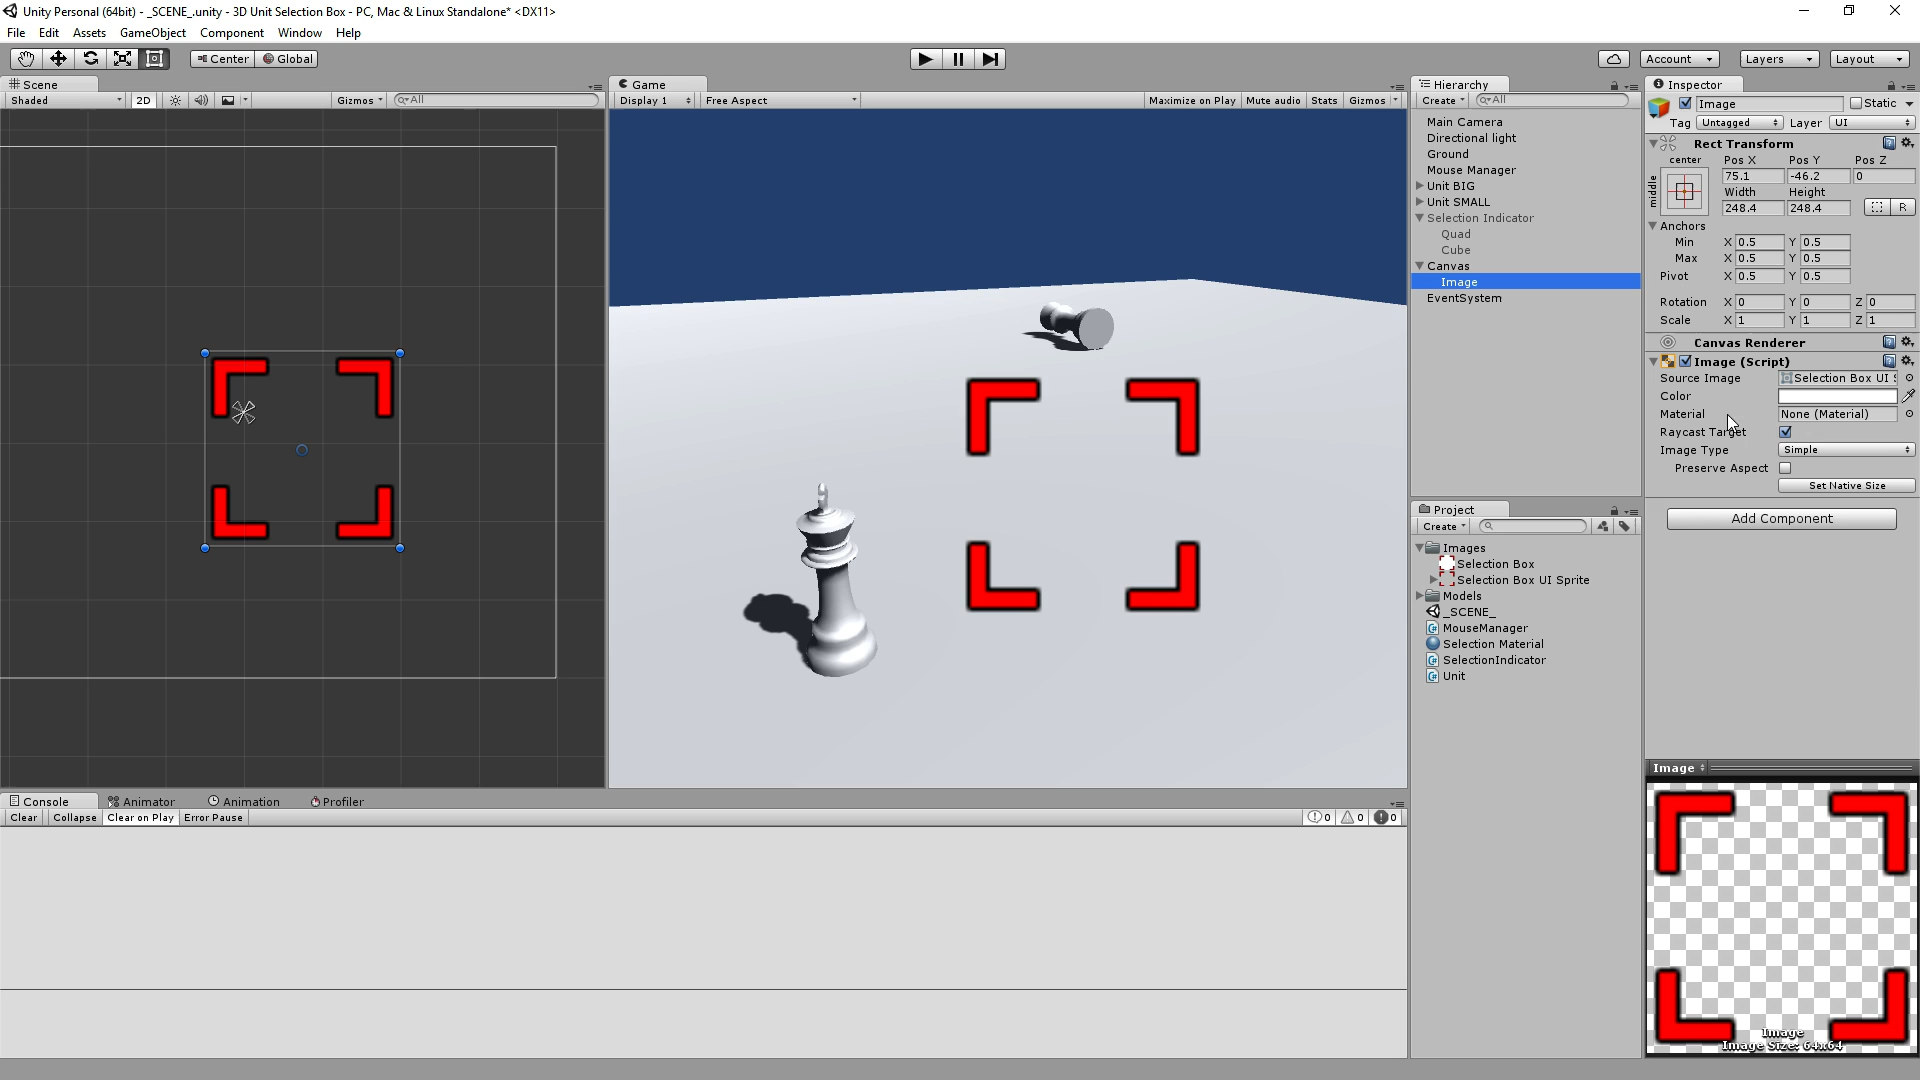 Unity Personal (64bit) - _SCENE_.unity - 3D Unit Selection Box - PC, Mac & Linux Standalone* <DX11>
File Edit Assets GameObject Component Window Help
Center Global Account Layers Layout
Scene
Shaded 2D Gizmos All
Game
Display 1 Free Aspect Maximize on Play Mute audio Stats Gizmos
Hierarchy
Create All
Main Camera
Directional light
Ground
Mouse Manager
Unit BIG
Unit SMALL
Selection Indicator
Quad
Cube
Canvas
Image
EventSystem
Project
Create
Images
Selection Box
Selection Box UI Sprite
Models
_SCENE_
MouseManager
Selection Material
SelectionIndicator
Unit
Inspector
Image Static
Tag Untagged Layer UI
Rect Transform
center Pos X Pos Y Pos Z
middle 75.1 -46.2 0
Width Height
248.4 248.4 R
Anchors
Min X 0.5 Y 0.5
Max X 0.5 Y 0.5
Pivot X 0.5 Y 0.5
Rotation X 0 Y 0 Z 0
Scale X 1 Y 1 Z 1
Canvas Renderer
Image (Script)
Source Image Selection Box UI S
Color
Material None (Material)
Raycast Target
Image Type Simple
Preserve Aspect
Set Native Size
Add Component
Image
Image
Image Size: 64x64
Console Animator Animation Profiler
Clear Collapse Clear on Play Error Pause 0 0 0